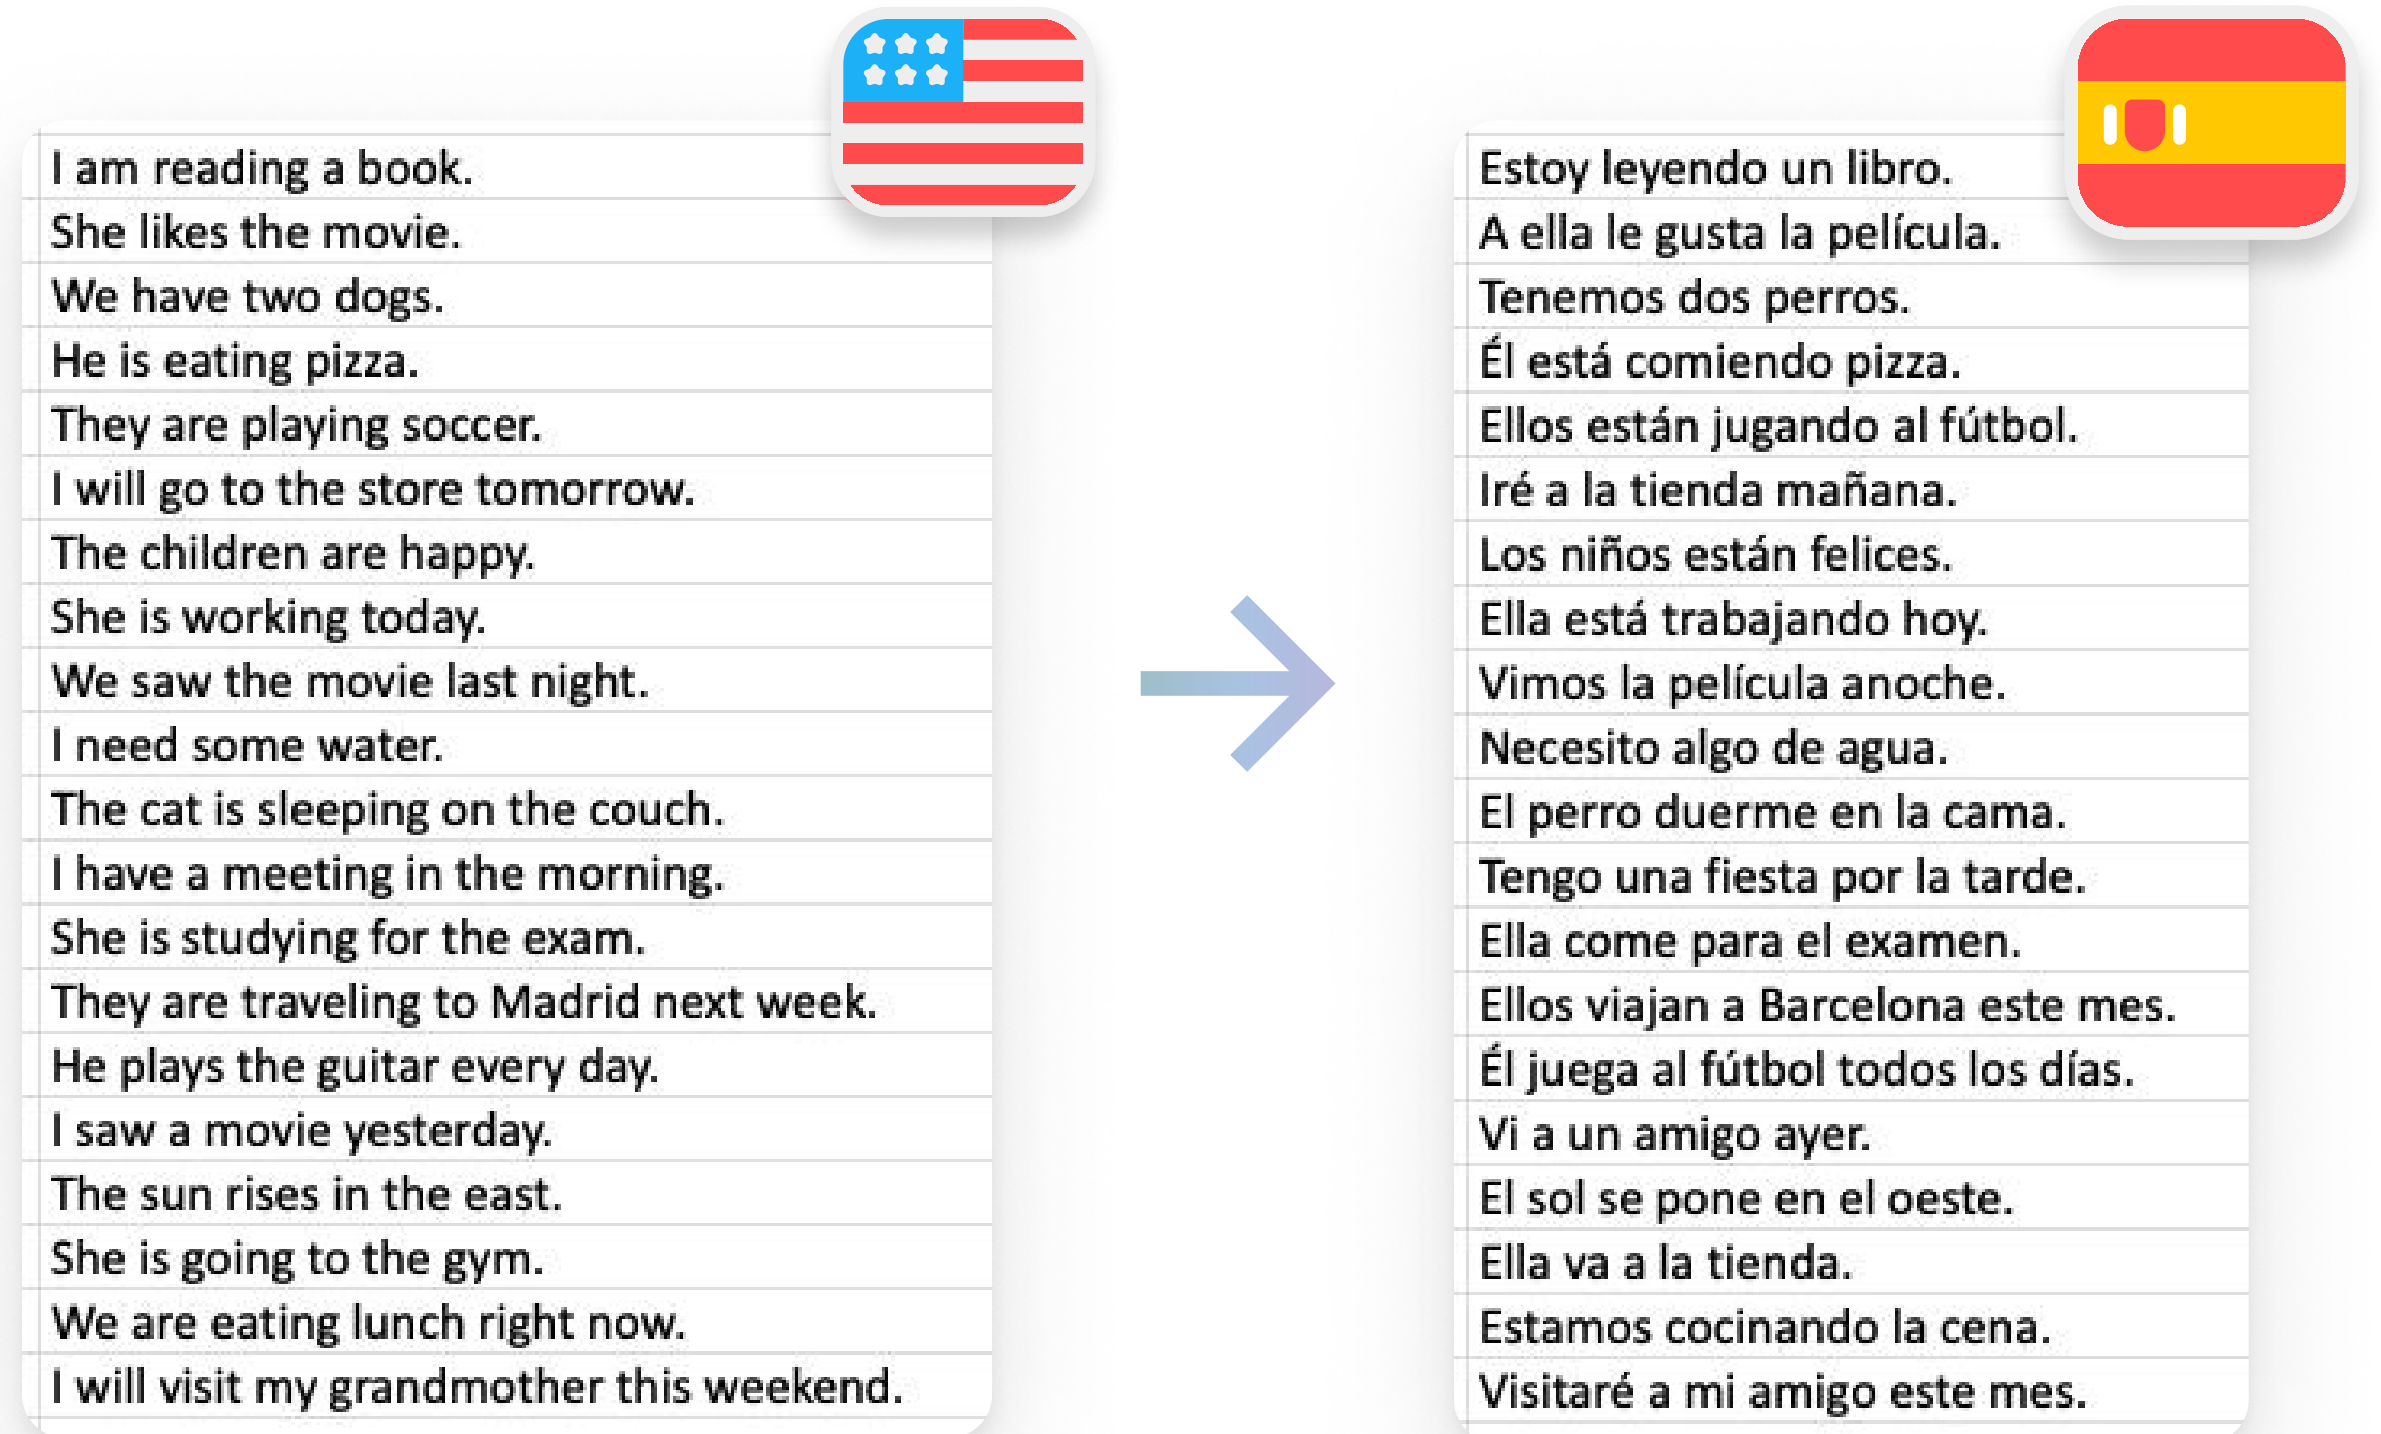 I am reading a book.
She likes the movie.
We have two dogs.
He is eating pizza.
They are playing soccer.
I will go to the store tomorrow.
The children are happy.
She is working today.
We saw the movie last night.
I need some water.
The cat is sleeping on the couch.
I have a meeting in the morning.
She is studying for the exam.
They are traveling to Madrid next week.
He plays the guitar every day.
I saw a movie yesterday.
The sun rises in the east.
She is going to the gym.
We are eating lunch right now.
I will visit my grandmother this weekend.
Estoy leyendo un libro.
A ella le gusta la película.
Tenemos dos perros.
Él está comiendo pizza.
Ellos están jugando al fútbol.
Iré a la tienda mañana.
Los niños están felices.
Ella está trabajando hoy.
Vimos la película anoche.
Necesito algo de agua.
El perro duerme en la cama.
Tengo una fiesta por la tarde.
Ella come para el examen.
Ellos viajan a Barcelona este mes.
Él juega al fútbol todos los días.
Vi a un amigo ayer.
El sol se pone en el oeste.
Ella va a la tienda.
Estamos cocinando la cena.
Visitaré a mi amigo este mes.